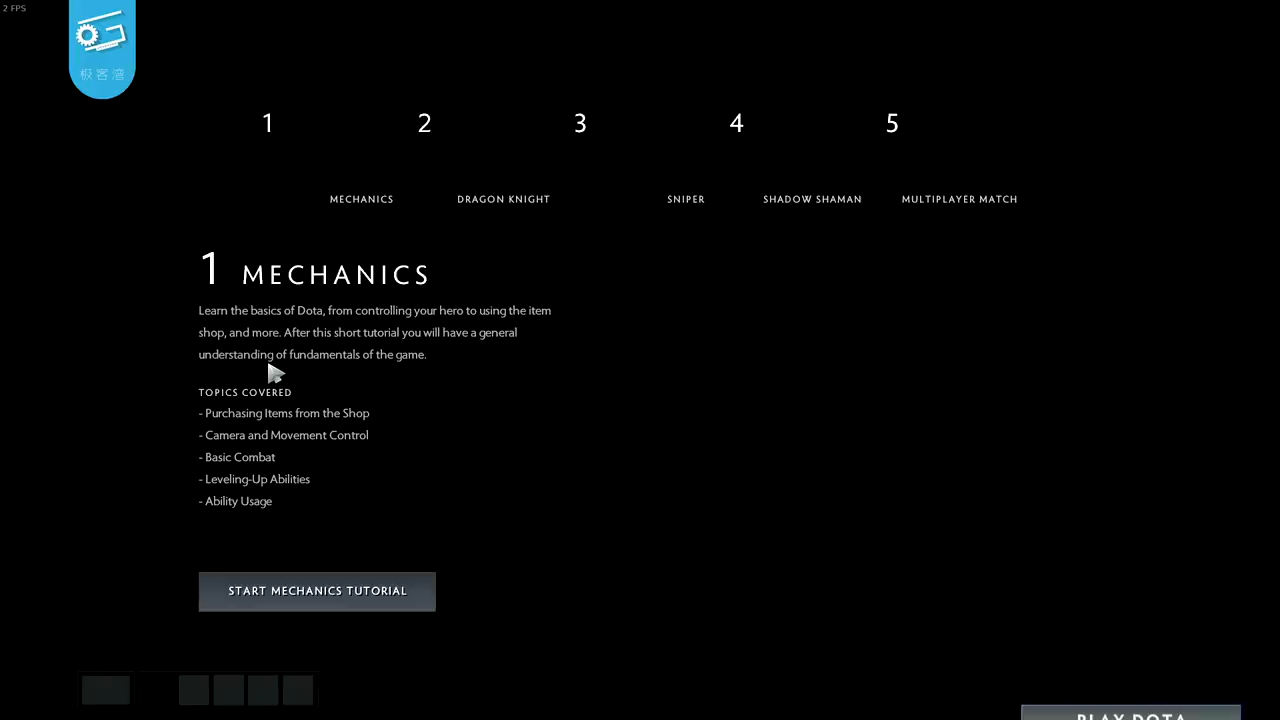 2 FPS
极客湾
1 2 3 4 5
MECHANICS DRAGON KNIGHT SNIPER SHADOW SHAMAN MULTIPLAYER MATCH
1 MECHANICS
Learn the basics of Dota, from controlling your hero to using the item
shop, and more. After this short tutorial you will have a general
understanding of fundamentals of the game.
TOPICS COVERED
- Purchasing Items from the Shop
- Camera and Movement Control
- Basic Combat
- Leveling-Up Abilities
- Ability Usage
START MECHANICS TUTORIAL
PLAY DOTA